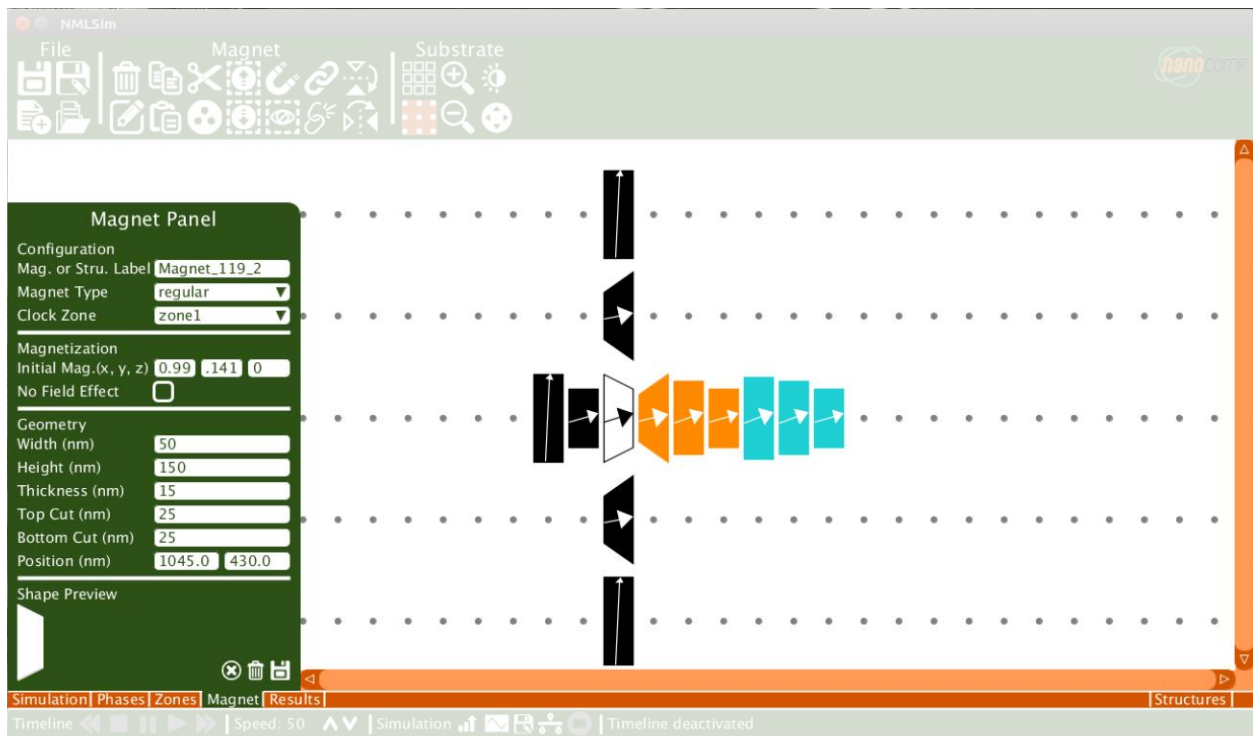 NMLSim
File Magnet Substrate
nanocomp
Magnet Panel
Configuration
Mag. or Stru. Label Magnet_119_2
Magnet Type regular
Clock Zone zone1
Magnetization
Initial Mag.(x, y, z) 0.99 .141 0
No Field Effect
Geometry
Width (nm) 50
Height (nm) 150
Thickness (nm) 15
Top Cut (nm) 25
Bottom Cut (nm) 25
Position (nm) 1045.0 430.0
Shape Preview
Simulation Phases Zones Magnet Results Structures
Timeline Speed: 50 Simulation Timeline deactivated